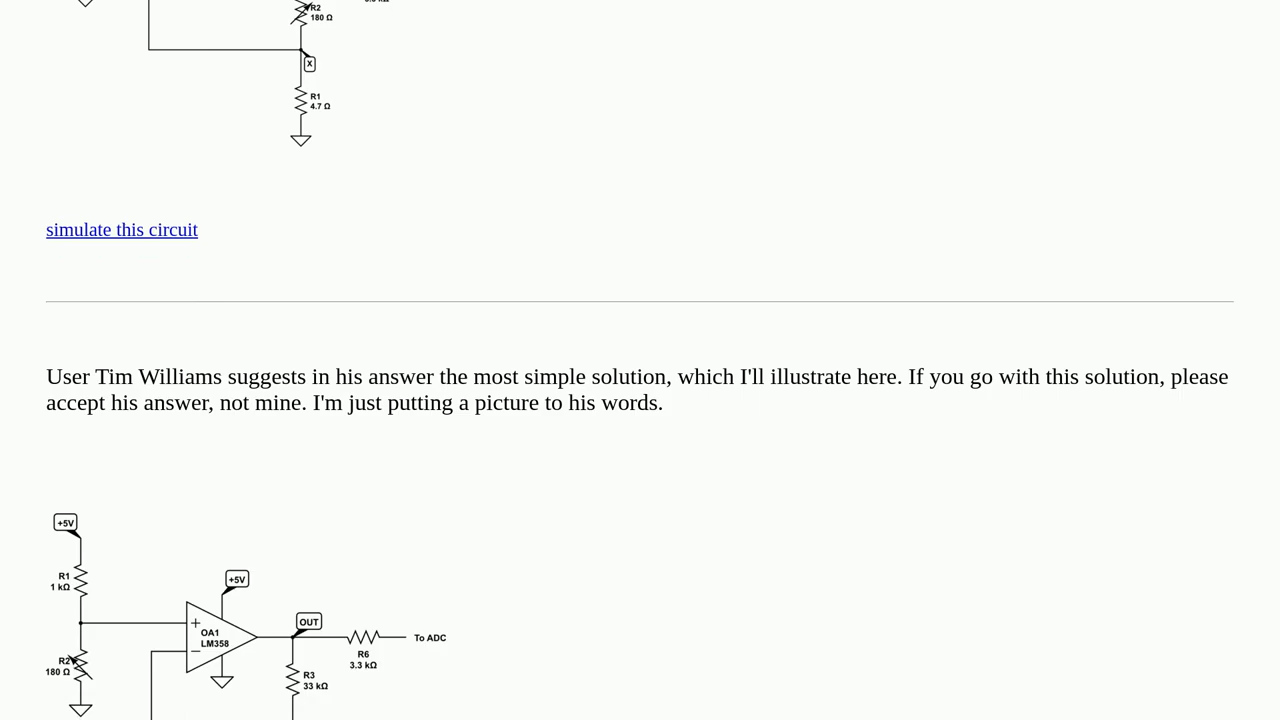 R2
180 Ω
X
R1
4.7 Ω
simulate this circuit
User Tim Williams suggests in his answer the most simple solution, which I'll illustrate here. If you go with this solution, please
accept his answer, not mine. I'm just putting a picture to his words.
+5V
R1
1 kΩ
+5V
OUT
OA1
LM358
To ADC
R6
3.3 kΩ
R2
180 Ω
R3
33 kΩ